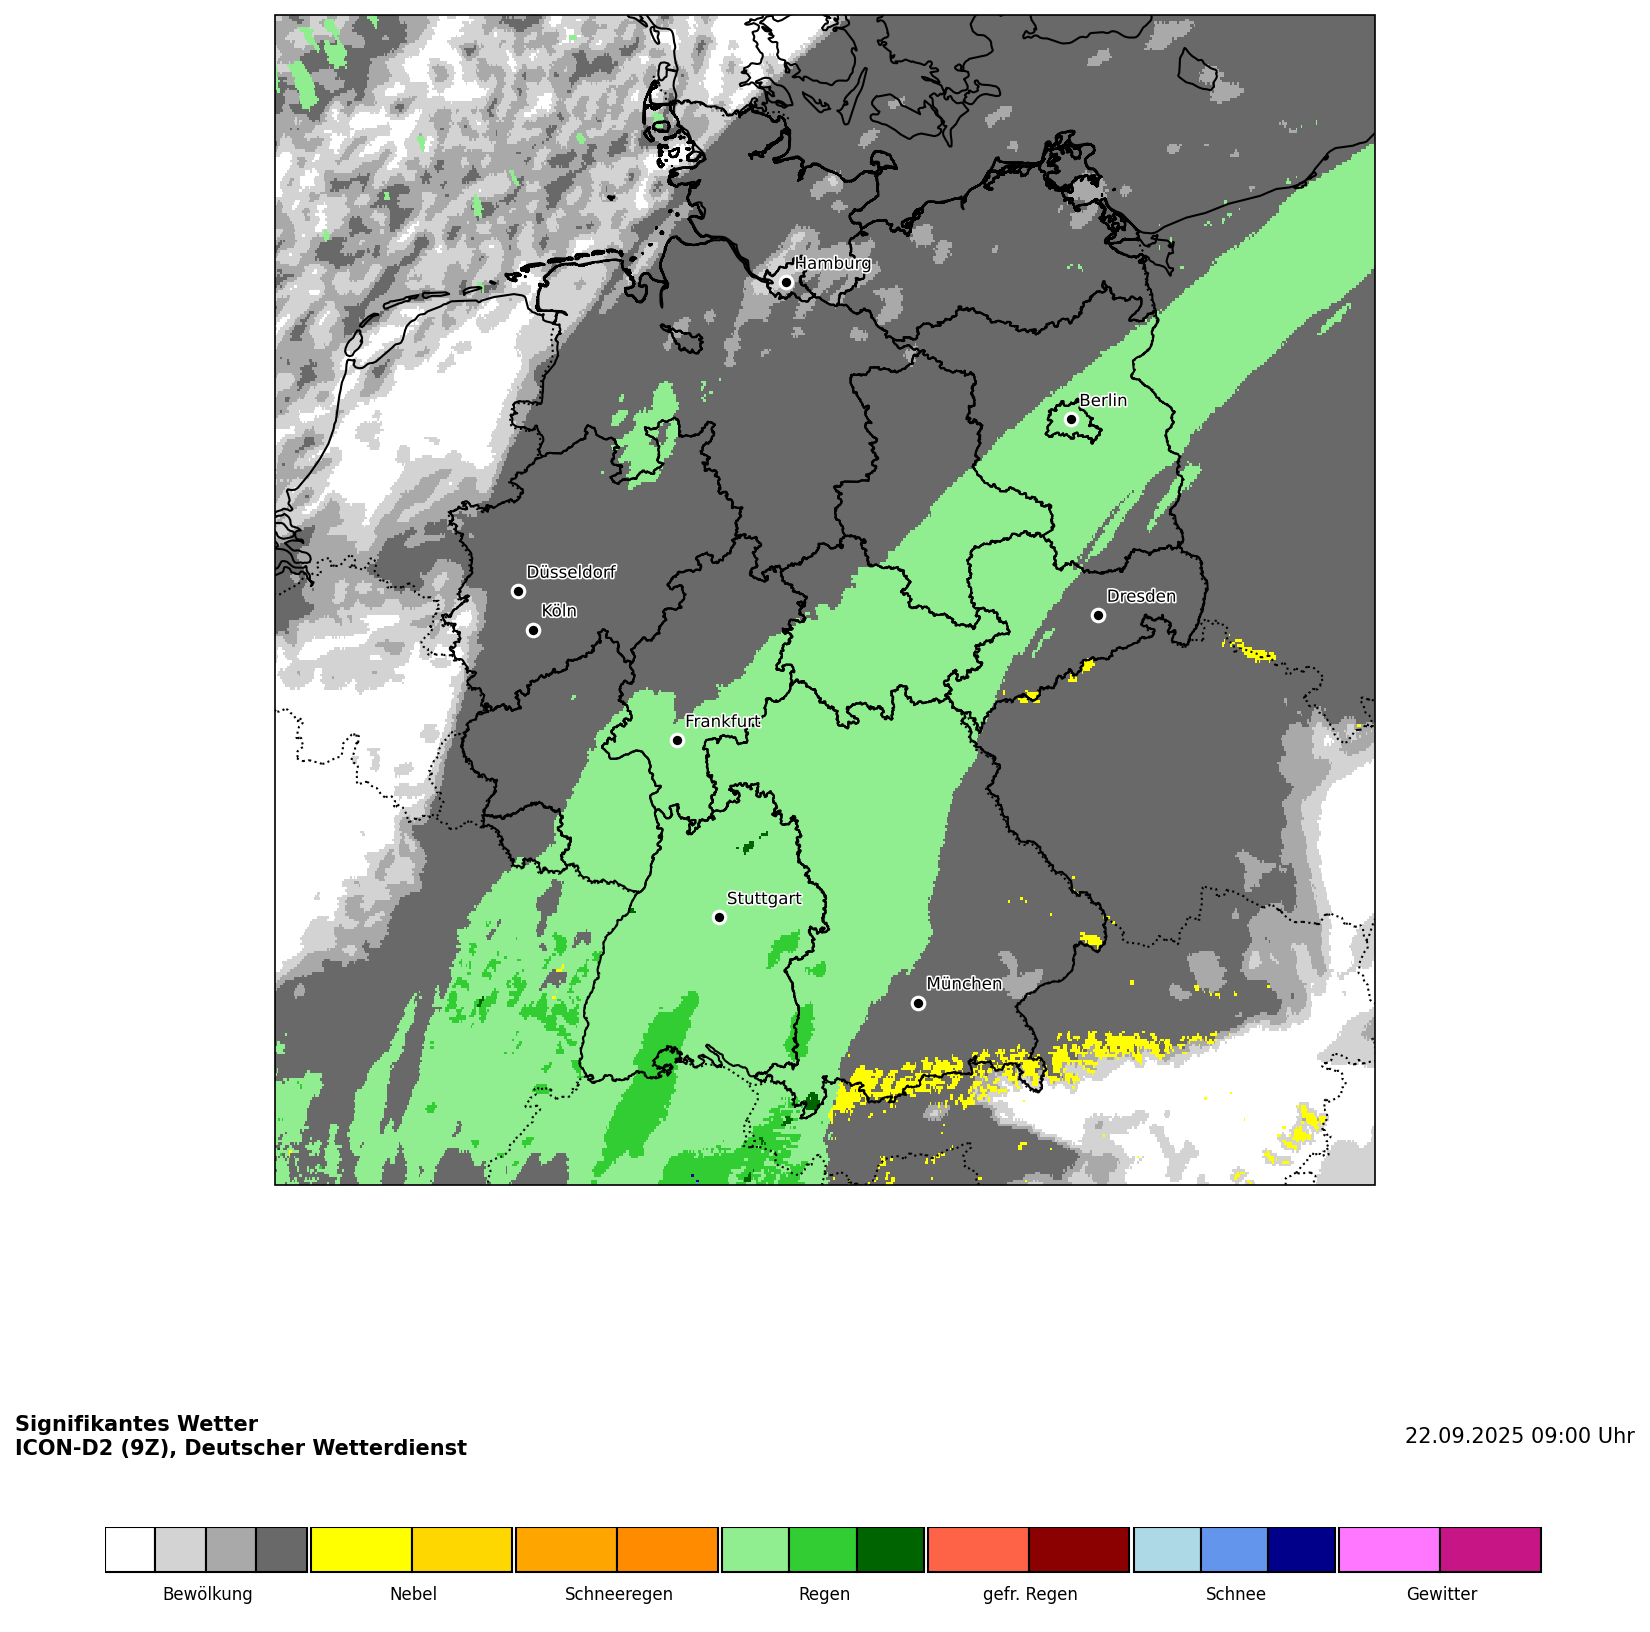 Hamburg
Berlin
Düsseldorf
Köln
Dresden
Frankfurt
Stuttgart
München
Signifikantes Wetter
ICON-D2 (9Z), Deutscher Wetterdienst
22.09.2025 09:00 Uhr
Bewölkung
Nebel
Schneeregen
Regen
gefr. Regen
Schnee
Gewitter